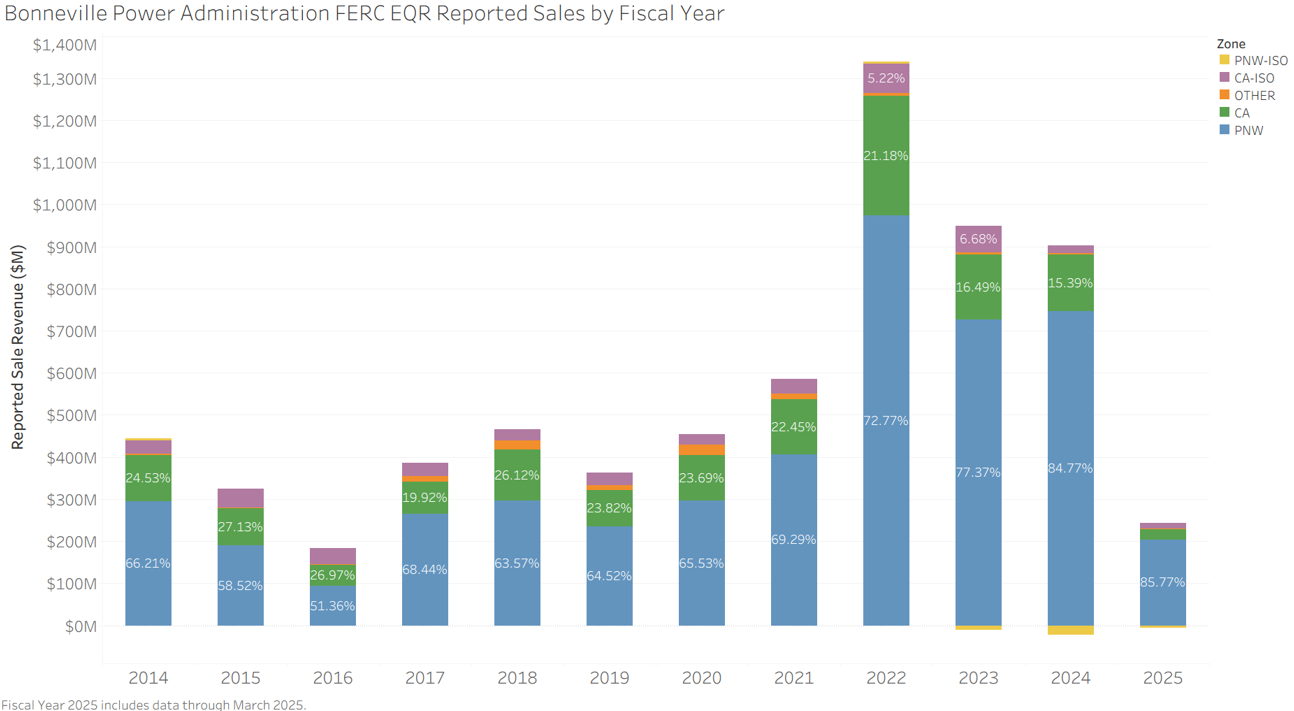 Bonneville Power Administration FERC EQR Reported Sales by Fiscal Year
Zone
PNW-ISO
CA-ISO
OTHER
CA
PNW
Reported Sale Revenue ($M)
$1,400M
$1,300M
$1,200M
$1,100M
$1,000M
$900M
$800M
$700M
$600M
$500M
$400M
$300M
$200M
$100M
$0M
24.53%
66.21%
27.13%
58.52%
26.97%
51.36%
19.92%
68.44%
26.12%
63.57%
23.82%
64.52%
23.69%
65.53%
22.45%
69.29%
5.22%
21.18%
72.77%
6.68%
16.49%
77.37%
15.39%
84.77%
85.77%
2014 2015 2016 2017 2018 2019 2020 2021 2022 2023 2024 2025
Fiscal Year 2025 includes data through March 2025.